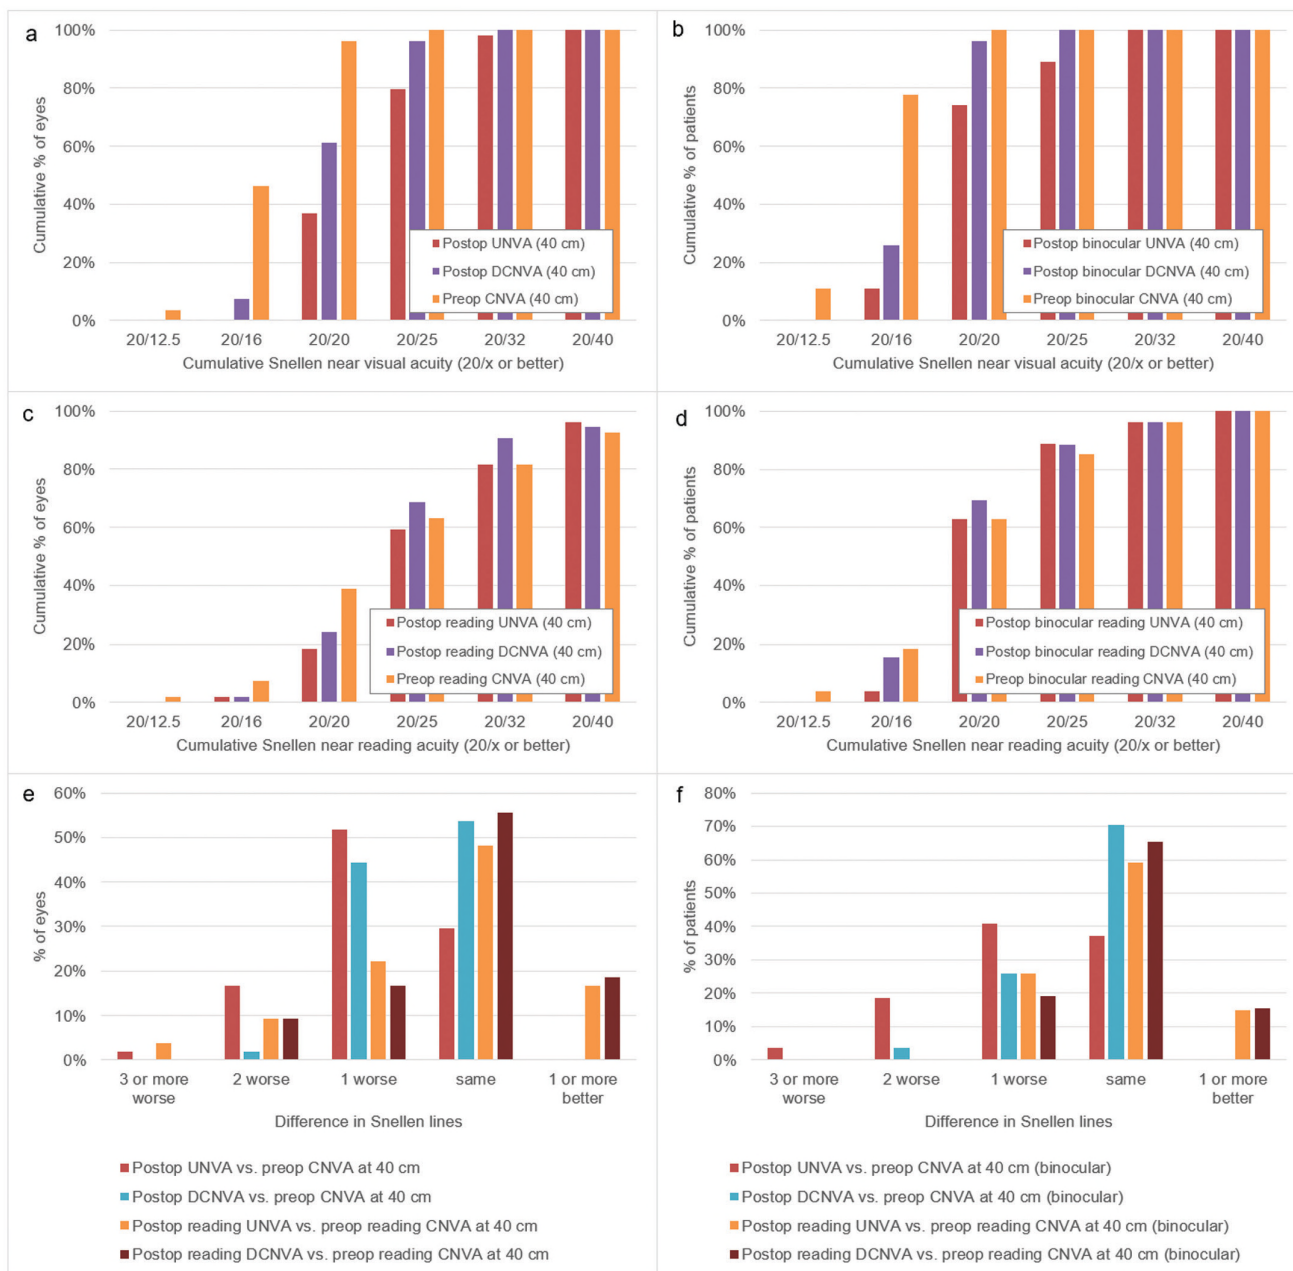 a
100%
80%
60%
40%
20%
0%
Cumulative % of eyes
Postop UNVA (40 cm)
Postop DCNVA (40 cm)
Preop CNVA (40 cm)
20/12.5 20/16 20/20 20/25 20/32 20/40
Cumulative Snellen near visual acuity (20/x or better)
b
100%
80%
60%
40%
20%
0%
Cumulative % of patients
Postop binocular UNVA (40 cm)
Postop binocular DCNVA (40 cm)
Preop binocular CNVA (40 cm)
20/12.5 20/16 20/20 20/25 20/32 20/40
Cumulative Snellen near visual acuity (20/x or better)
c
100%
80%
60%
40%
20%
0%
Cumulative % of eyes
Postop reading UNVA (40 cm)
Postop reading DCNVA (40 cm)
Preop reading CNVA (40 cm)
20/12.5 20/16 20/20 20/25 20/32 20/40
Cumulative Snellen near reading acuity (20/x or better)
d
100%
80%
60%
40%
20%
0%
Cumulative % of patients
Postop binocular reading UNVA (40 cm)
Postop binocular reading DCNVA (40 cm)
Preop binocular reading CNVA (40 cm)
20/12.5 20/16 20/20 20/25 20/32 20/40
Cumulative Snellen near reading acuity (20/x or better)
e
60%
50%
40%
30%
20%
10%
0%
% of eyes
3 or more 2 worse 1 worse same 1 or more
worse better
Difference in Snellen lines
Postop UNVA vs. preop CNVA at 40 cm
Postop DCNVA vs. preop CNVA at 40 cm
Postop reading UNVA vs. preop reading CNVA at 40 cm
Postop reading DCNVA vs. preop reading CNVA at 40 cm
f
80%
70%
60%
50%
40%
30%
20%
10%
0%
% of patients
3 or more 2 worse 1 worse same 1 or more
worse better
Difference in Snellen lines
Postop UNVA vs. preop CNVA at 40 cm (binocular)
Postop DCNVA vs. preop CNVA at 40 cm (binocular)
Postop reading UNVA vs. preop reading CNVA at 40 cm (binocular)
Postop reading DCNVA vs. preop reading CNVA at 40 cm (binocular)